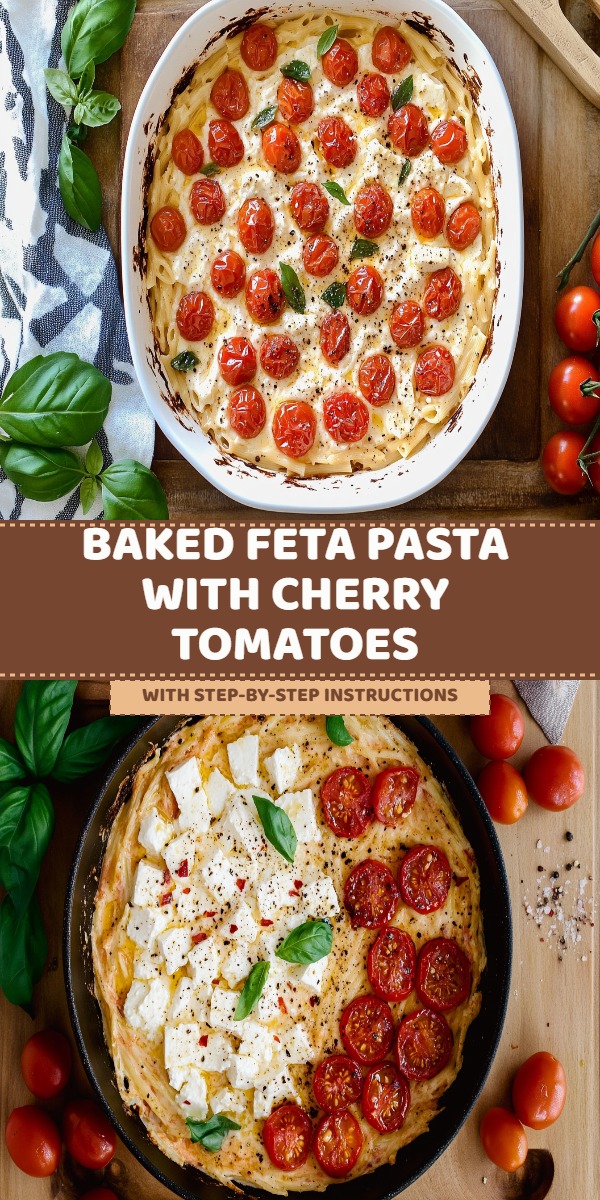 BAKED FETA PASTA
WITH CHERRY
TOMATOES
WITH STEP-BY-STEP INSTRUCTIONS